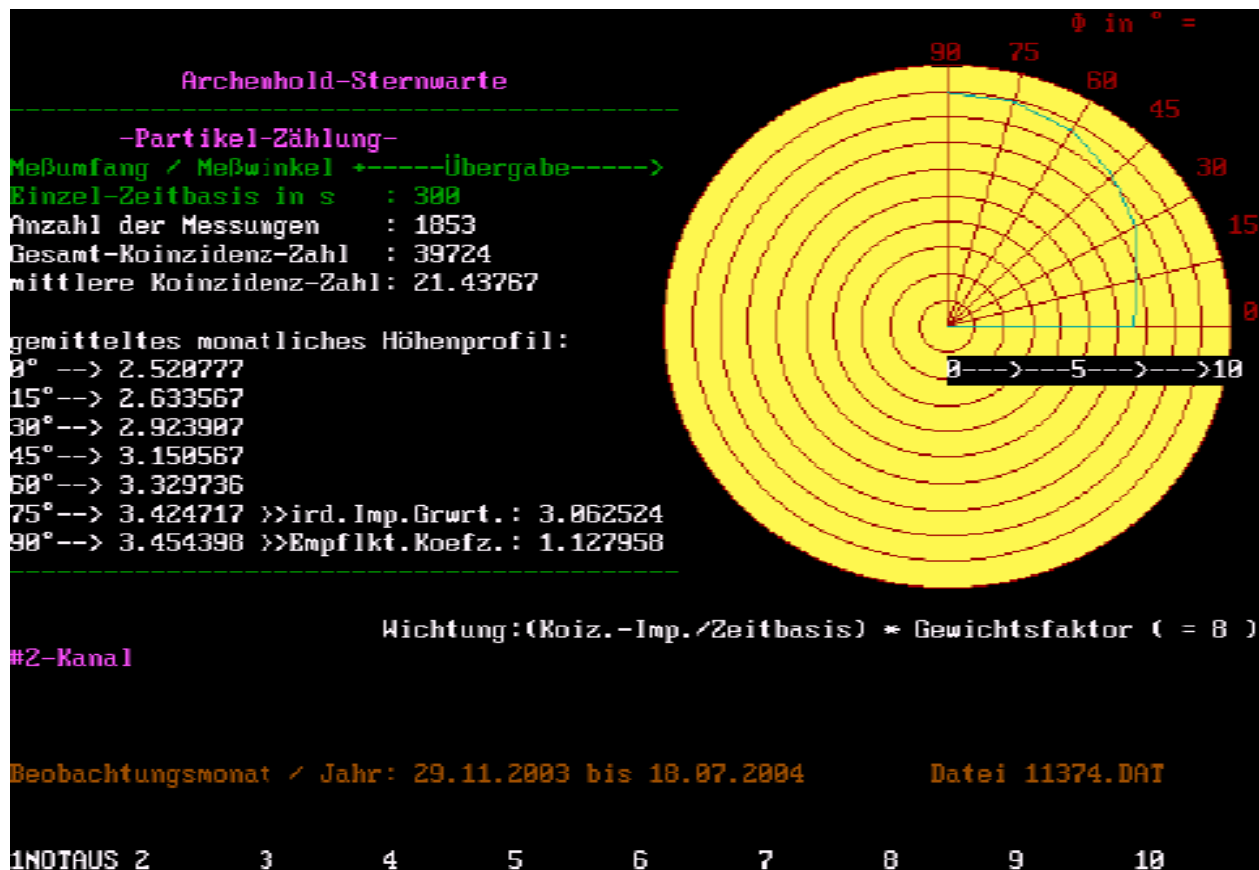 Φ in ° =
90 75 60 45 30 15 0
Archenhold-Sternwarte
-Partikel-Zählung-
Meßumfang / Meßwinkel +-----Übergabe----->
Einzel-Zeitbasis in s : 300
Anzahl der Messungen : 1853
Gesamt-Koinzidenz-Zahl : 39724
mittlere Koinzidenz-Zahl: 21.43767
gemitteltes monatliches Höhenprofil:
0--->---5--->--->10
0° --> 2.520777
15°--> 2.633567
30°--> 2.923907
45°--> 3.150567
60°--> 3.329736
75°--> 3.424717 >>ird.Imp.Grwrt.: 3.062524
90°--> 3.454398 >>Empflkt.Koefz.: 1.127958
Wichtung:(Koiz.-Imp./Zeitbasis) * Gewichtsfaktor ( = 8 )
#2-Kanal
Beobachtungsmonat / Jahr: 29.11.2003 bis 18.07.2004 Datei 11374.DAT
1NOTAUS 2 3 4 5 6 7 8 9 10